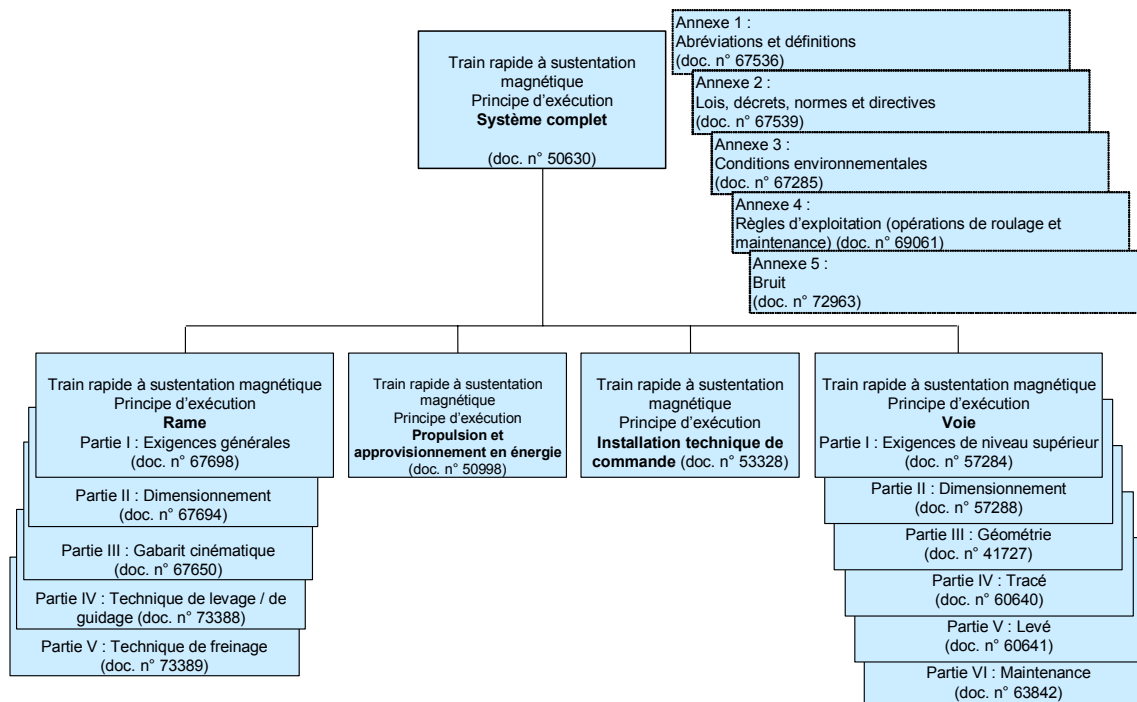 Train rapide à sustentation
magnétique
Principe d'exécution
Système complet
(doc. n° 50630)
Annexe 1 :
Abréviations et définitions
(doc. n° 67536)
Annexe 2 :
Lois, décrets, normes et directives
(doc. n° 67539)
Annexe 3 :
Conditions environnementales
(doc. n° 67285)
Annexe 4 :
Règles d'exploitation (opérations de roulage et
maintenance) (doc. n° 69061)
Annexe 5 :
Bruit
(doc. n° 72963)
Train rapide à sustentation magnétique
Principe d'exécution
Rame
Partie I : Exigences générales
(doc. n° 67698)
Partie II : Dimensionnement
(doc. n° 67694)
Partie III : Gabarit cinématique
(doc. n° 67650)
Partie IV : Technique de levage / de
guidage (doc. n° 73388)
Partie V : Technique de freinage
(doc. n° 73389)
Train rapide à sustentation
magnétique
Principe d'exécution
Propulsion et
approvisionnement en énergie
(doc. n° 50998)
Train rapide à sustentation
magnétique
Principe d'exécution
Installation technique de
commande (doc. n° 53328)
Train rapide à sustentation magnétique
Principe d'exécution
Voie
Partie I : Exigences de niveau supérieur
(doc. n° 57284)
Partie II : Dimensionnement
(doc. n° 57288)
Partie III : Géométrie
(doc. n° 41727)
Partie IV : Tracé
(doc. n° 60640)
Partie V : Levé
(doc. n° 60641)
Partie VI : Maintenance
(doc. n° 63842)